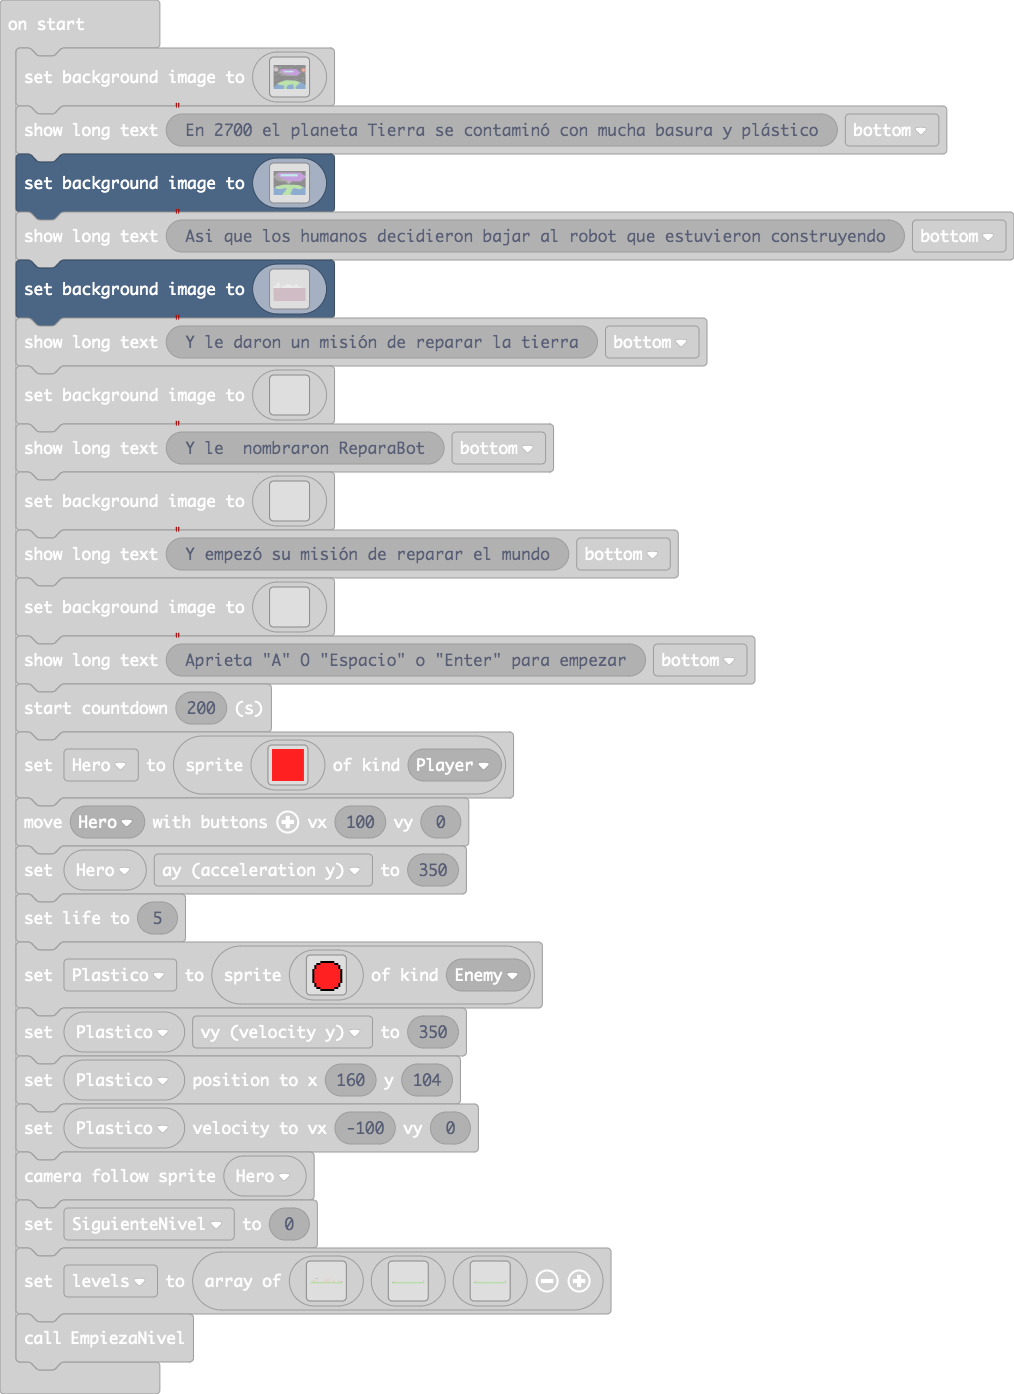 on start
set background image to
show long text " En 2700 el planeta Tierra se contaminó con mucha basura y plástico bottom
set background image to
show long text " Asi que los humanos decidieron bajar al robot que estuvieron construyendo bottom
set background image to
show long text " Y le daron un misión de reparar la tierra bottom
set background image to
show long text " Y le  nombraron ReparaBot bottom
set background image to
show long text " Y empezó su misión de reparar el mundo bottom
set background image to
show long text " Aprieta "A" O "Espacio" o "Enter" para empezar bottom
start countdown 200 (s)
set Hero to sprite of kind Player
move Hero with buttons + vx 100 vy 0
set Hero ay (acceleration y) to 350
set life to 5
set Plastico to sprite of kind Enemy
set Plastico vy (velocity y) to 350
set Plastico position to x 160 y 104
set Plastico velocity to vx -100 vy 0
camera follow sprite Hero
set SiguienteNivel to 0
set levels to array of - +
call EmpiezaNivel